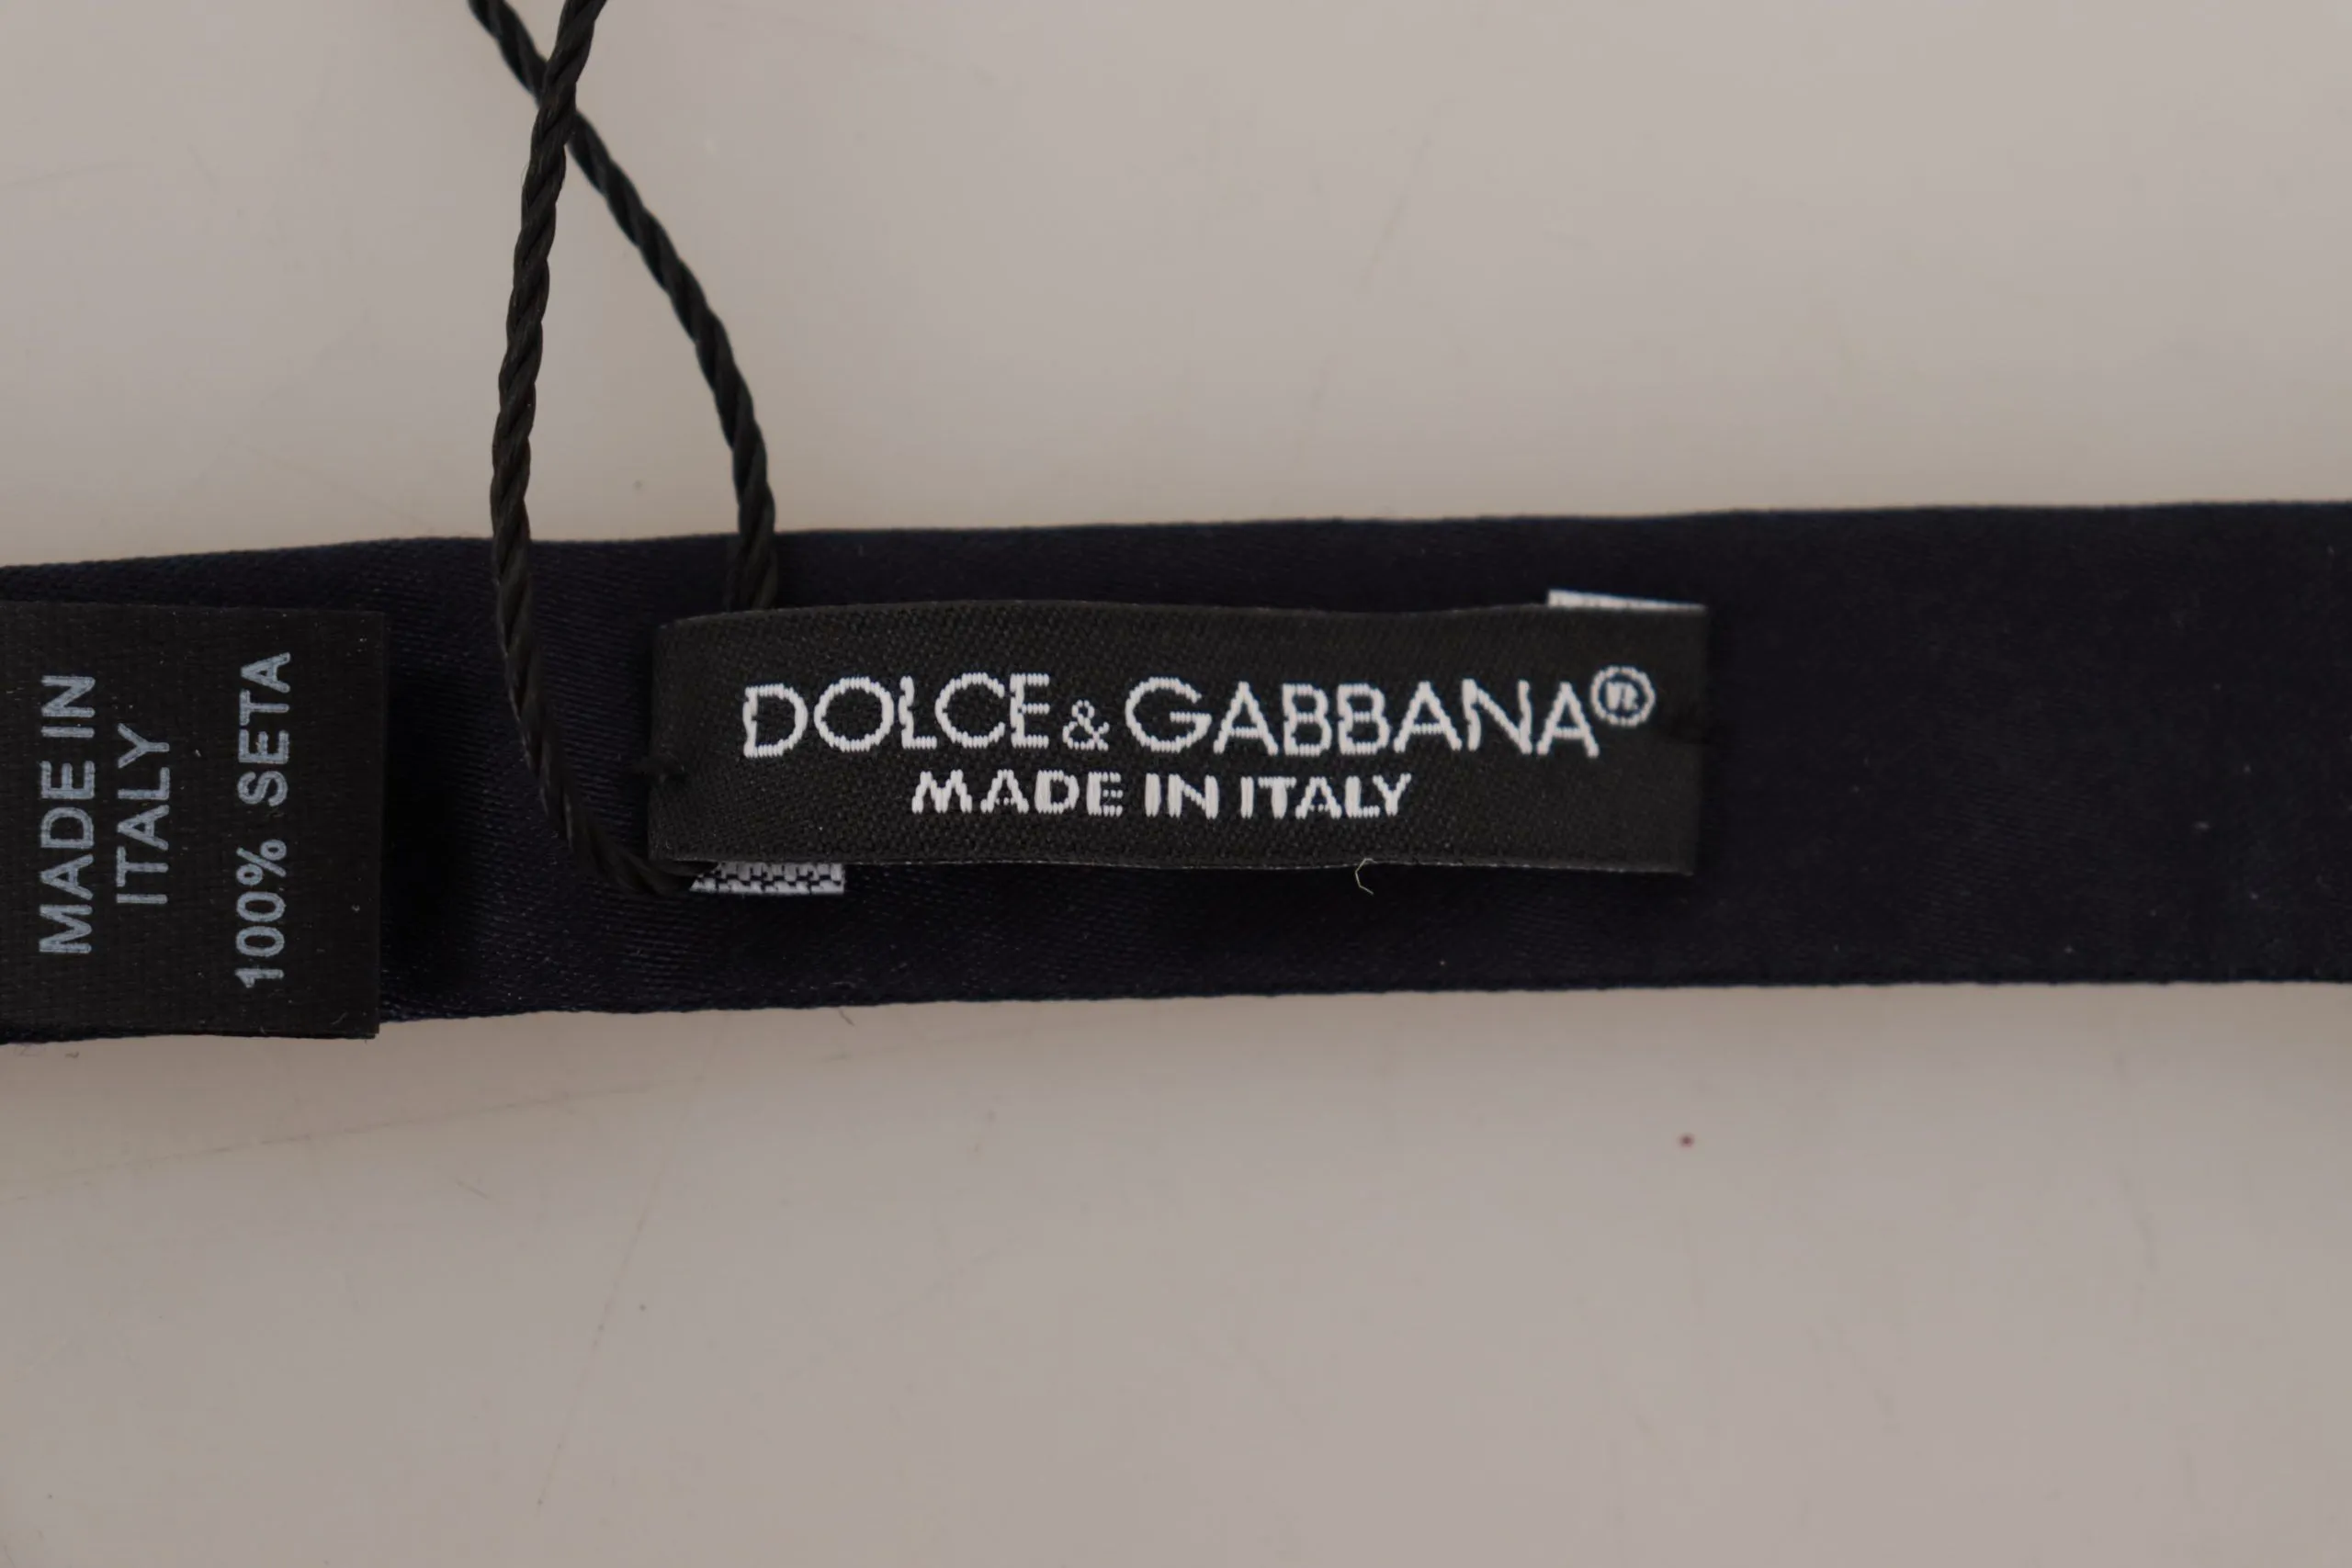 MADE IN
ITALY
100% SETA
DOLCE & GABBANA®
MADE IN ITALY